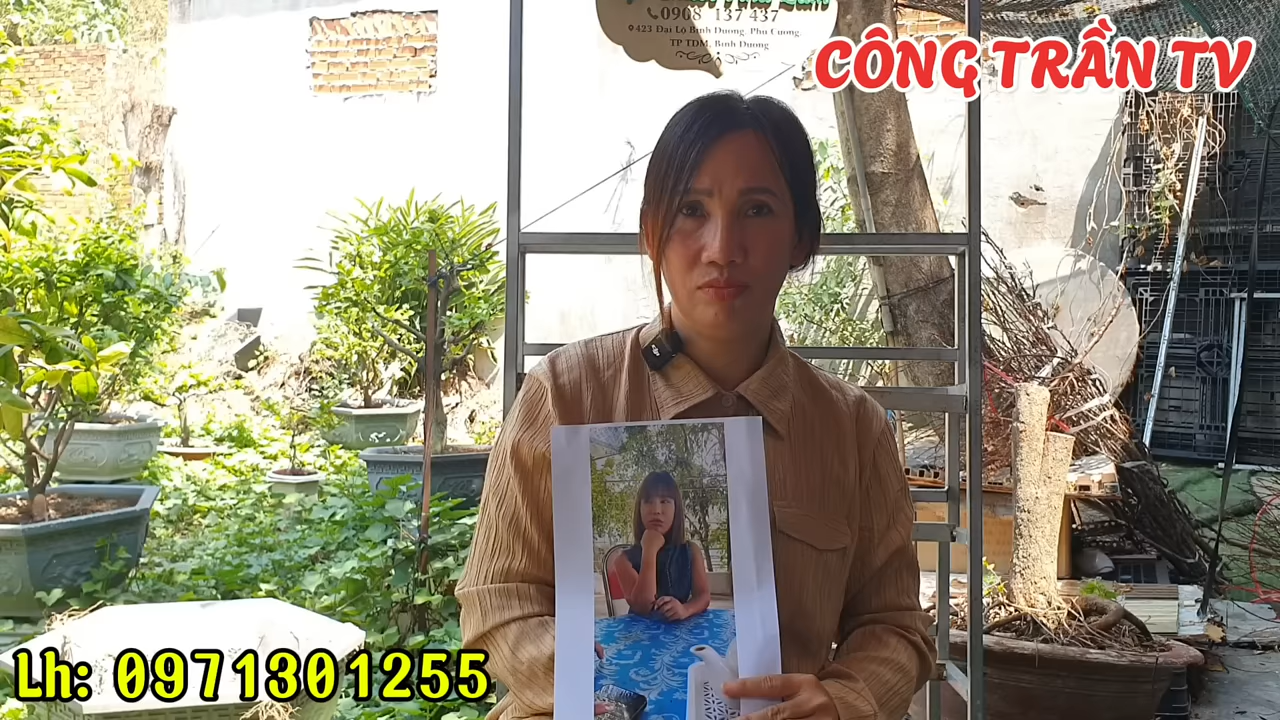 0908 137 437
423 Đại Lộ Bình Dương, Phú Cường,
TP TDM, Bình Dương
CÔNG TRẦN TV
Lh: 0971301255